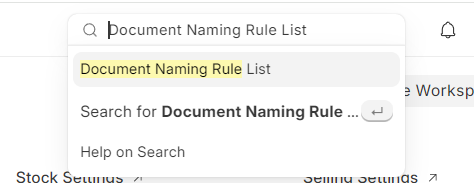 Document Naming Rule List
Document Naming Rule List
Search for Document Naming Rule ...
Help on Search
e Worksp
Stock Settings
Selling Settings